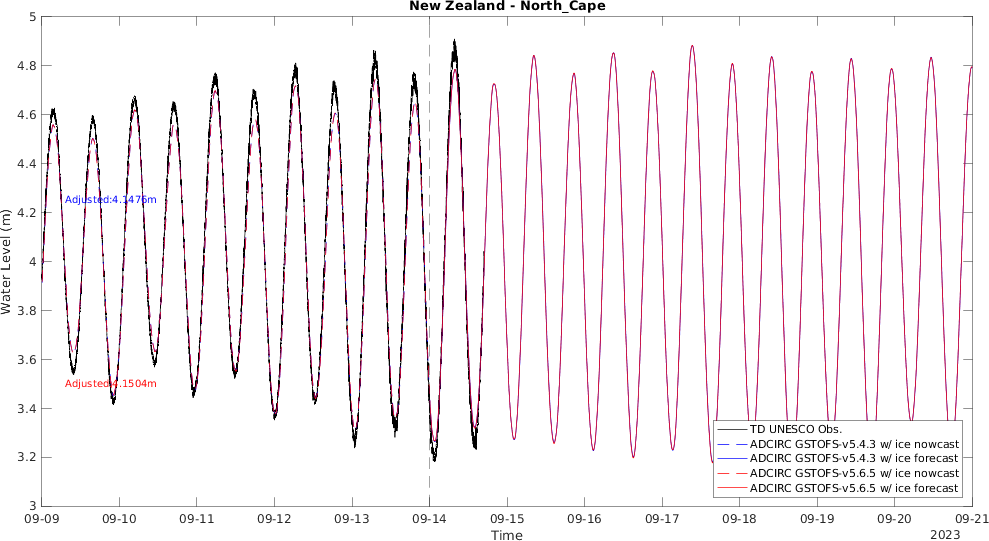 New Zealand - North_Cape
5
4.8
4.6
4.4
4.2
4
3.8
3.6
3.4
3.2
3
Water Level (m)
Adjusted:4.1476m
Adjusted:4.1504m
TD UNESCO Obs.
ADCIRC GSTOFS-v5.4.3 w/ ice nowcast
ADCIRC GSTOFS-v5.4.3 w/ ice forecast
ADCIRC GSTOFS-v5.6.5 w/ ice nowcast
ADCIRC GSTOFS-v5.6.5 w/ ice forecast
09-09 09-10 09-11 09-12 09-13 09-14 09-15 09-16 09-17 09-18 09-19 09-20 09-21
Time
2023